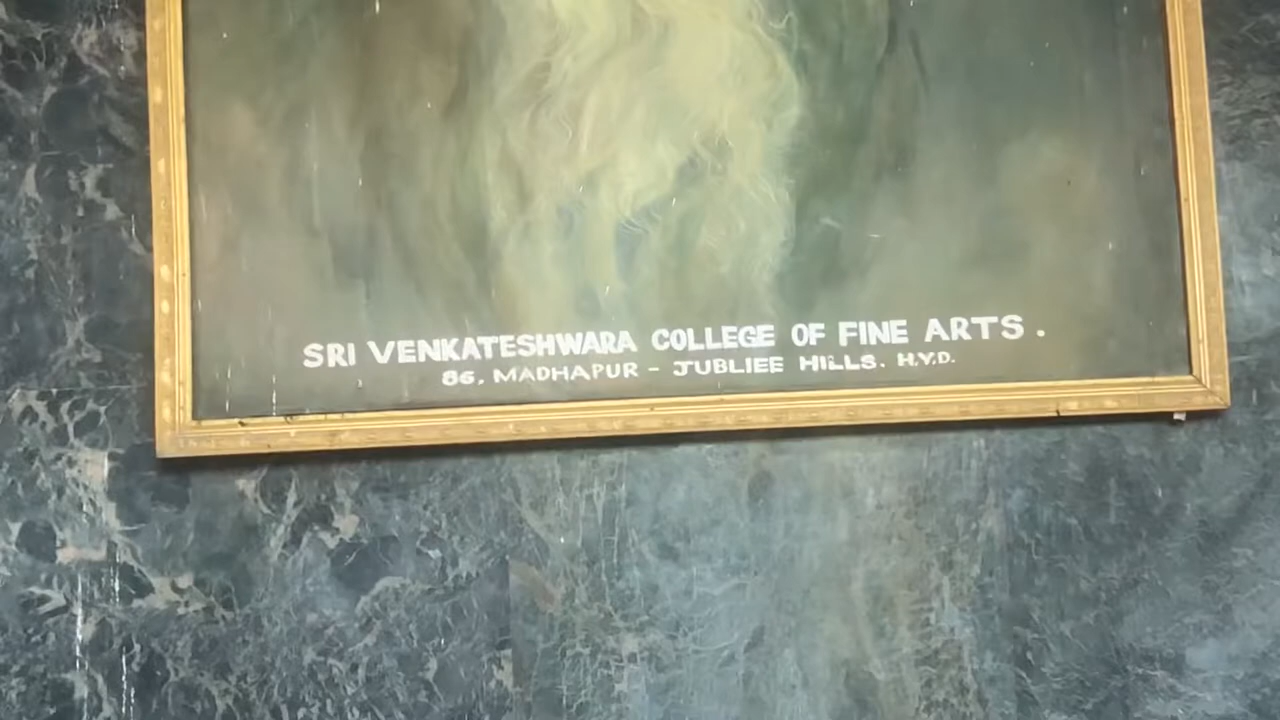 SRI VENKATESHWARA COLLEGE OF FINE ARTS .
86, MADHAPUR - JUBLIEE HILLS. H.Y.D.